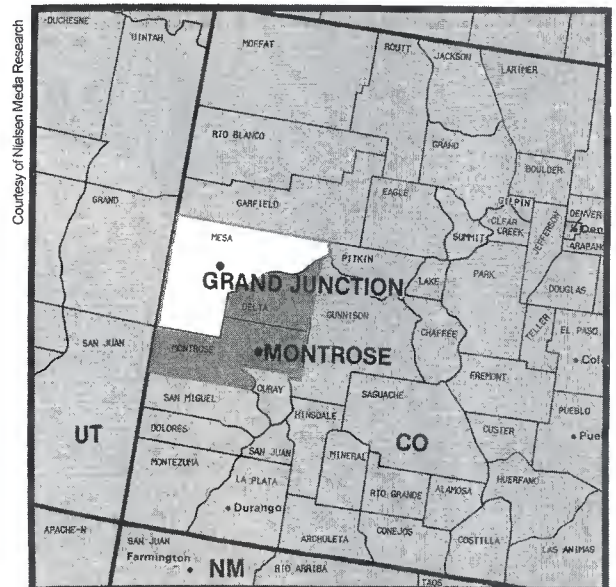 Courtesy of Nielsen Media Research
DUCHESNE
UINTAH
MOFFAT
ROUTT
JACKSON
LARIMER
RIO BLANCO
GRAND
BOULDER
GRAND
GARFIELD
EAGLE
GILPIN
CLEAR CREEK
SUMMIT
JEFFERSON
DENVER
Den
ARAPAHO
MESA
PITKIN
GRAND JUNCTION
LAKE
PARK
DOUGLAS
DELTA
GUNNISON
CHAFFEE
TELLER
EL PASO
Colo
SAN JUAN
MONTROSE
MONTROSE
OURAY
FREMONT
SAGUACHE
SAN MIGUEL
HINSDALE
CUSTER
PUEBLO
Pue
UT
DOLORES
SAN JUAN
CO
MONTEZUMA
MINERAL
HUERFANO
LA PLATA
RIO GRANDE
ALAMOSA
Durango
APACHE-N
SAN JUAN
Farmington
NM
ARCHULETA
CONEJOS
COSTILLA
LAS ANIMAS
RIO ARRIBA
TAOS